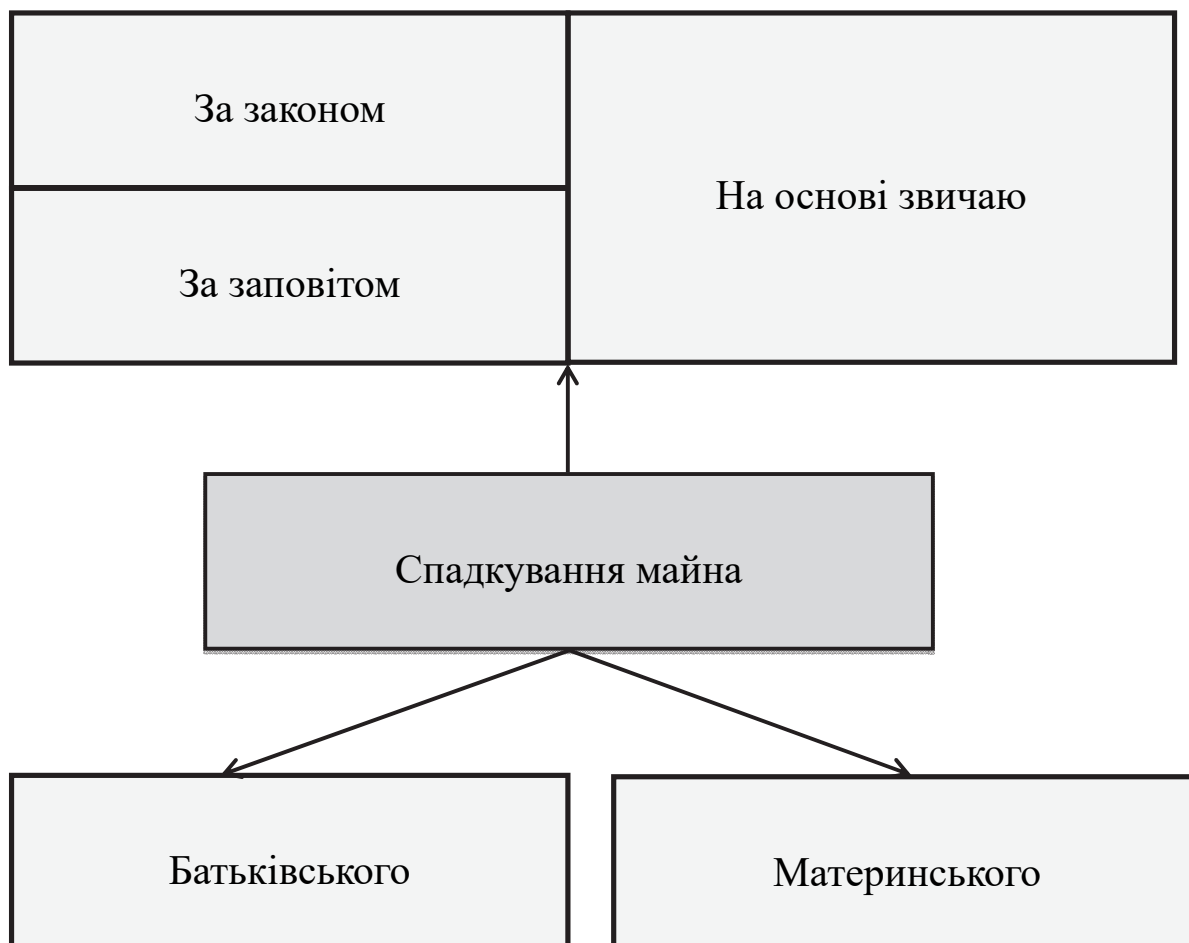 За законом
На основі звичаю
За заповітом
Спадкування майна
Батьківського
Материнського